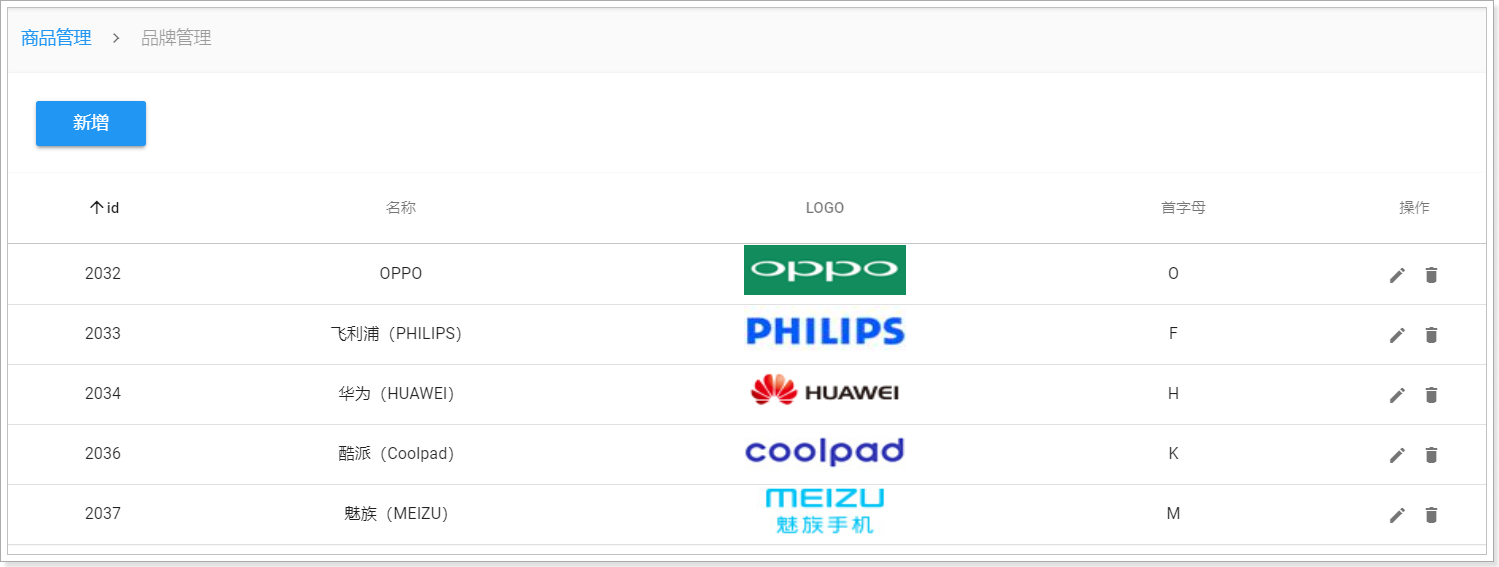 商品管理 > 品牌管理
新增
id 名称 LOGO 首字母 操作
2032 OPPO oppo O
2033 飞利浦（PHILIPS） PHILIPS F
2034 华为（HUAWEI） HUAWEI H
2036 酷派（Coolpad） coolpad K
2037 魅族（MEIZU） MEIZU M
魅族手机